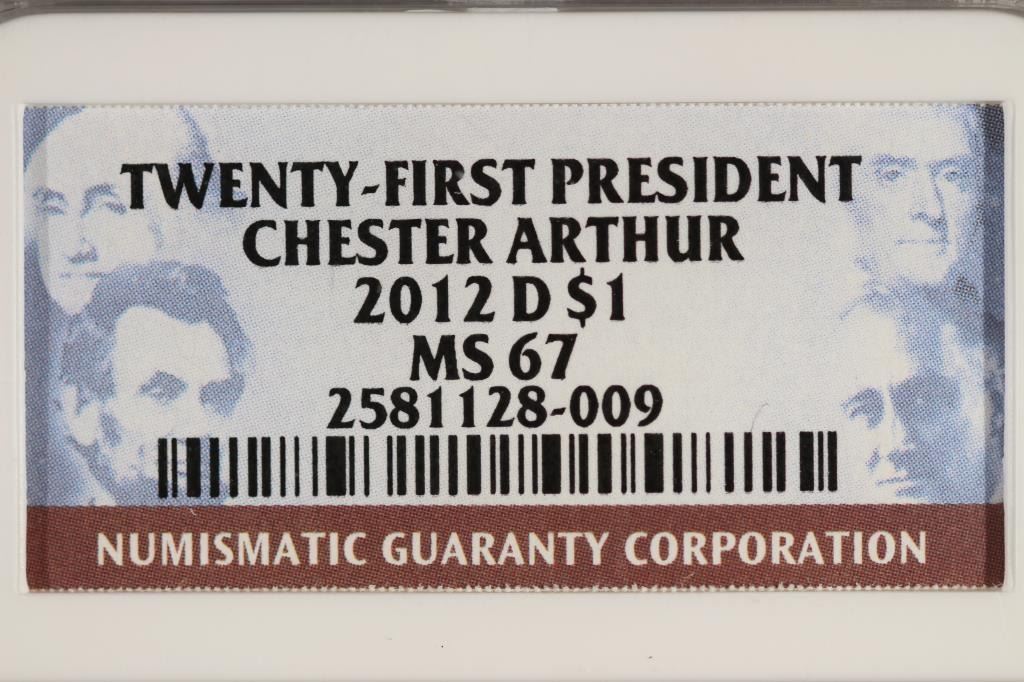 TWENTY-FIRST PRESIDENT
CHESTER ARTHUR
2012 D $1
MS 67
2581128-009
NUMISMATIC GUARANTY CORPORATION